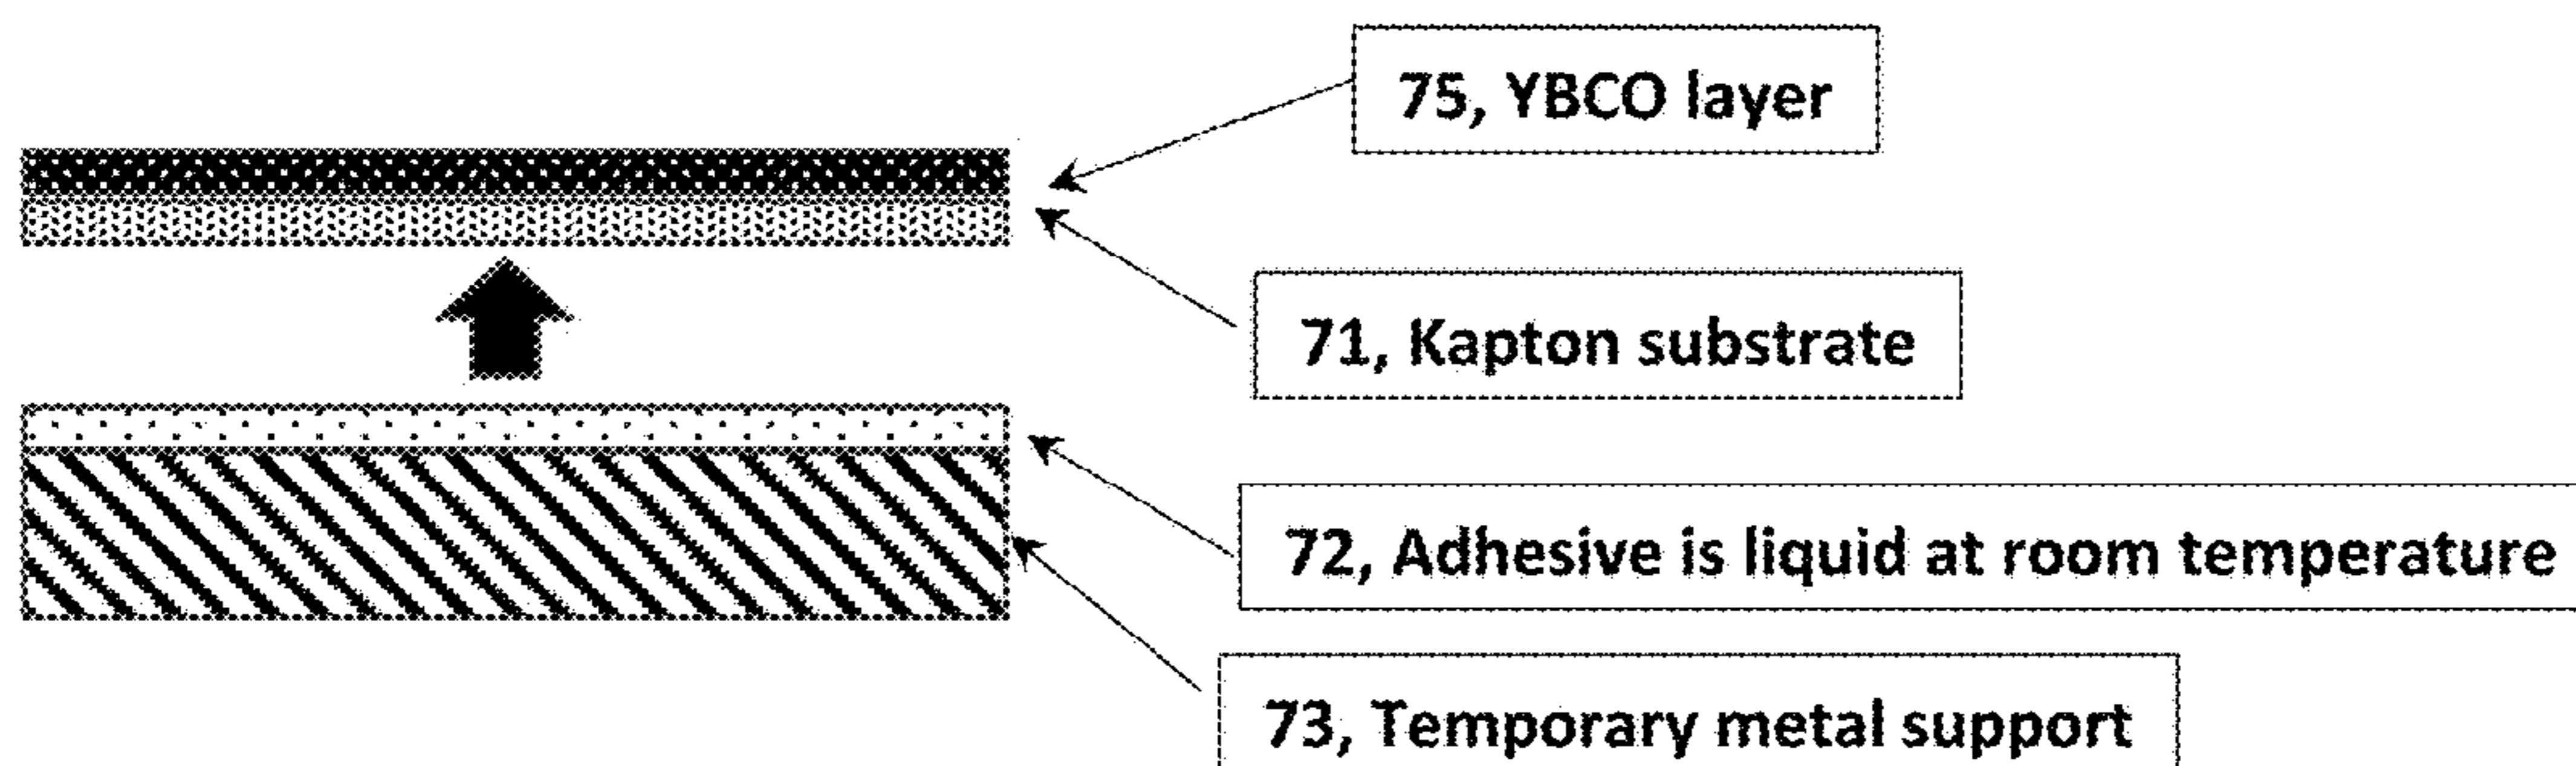 75, YBCO layer
71, Kapton substrate
72, Adhesive is liquid at room temperature
73, Temporary metal support